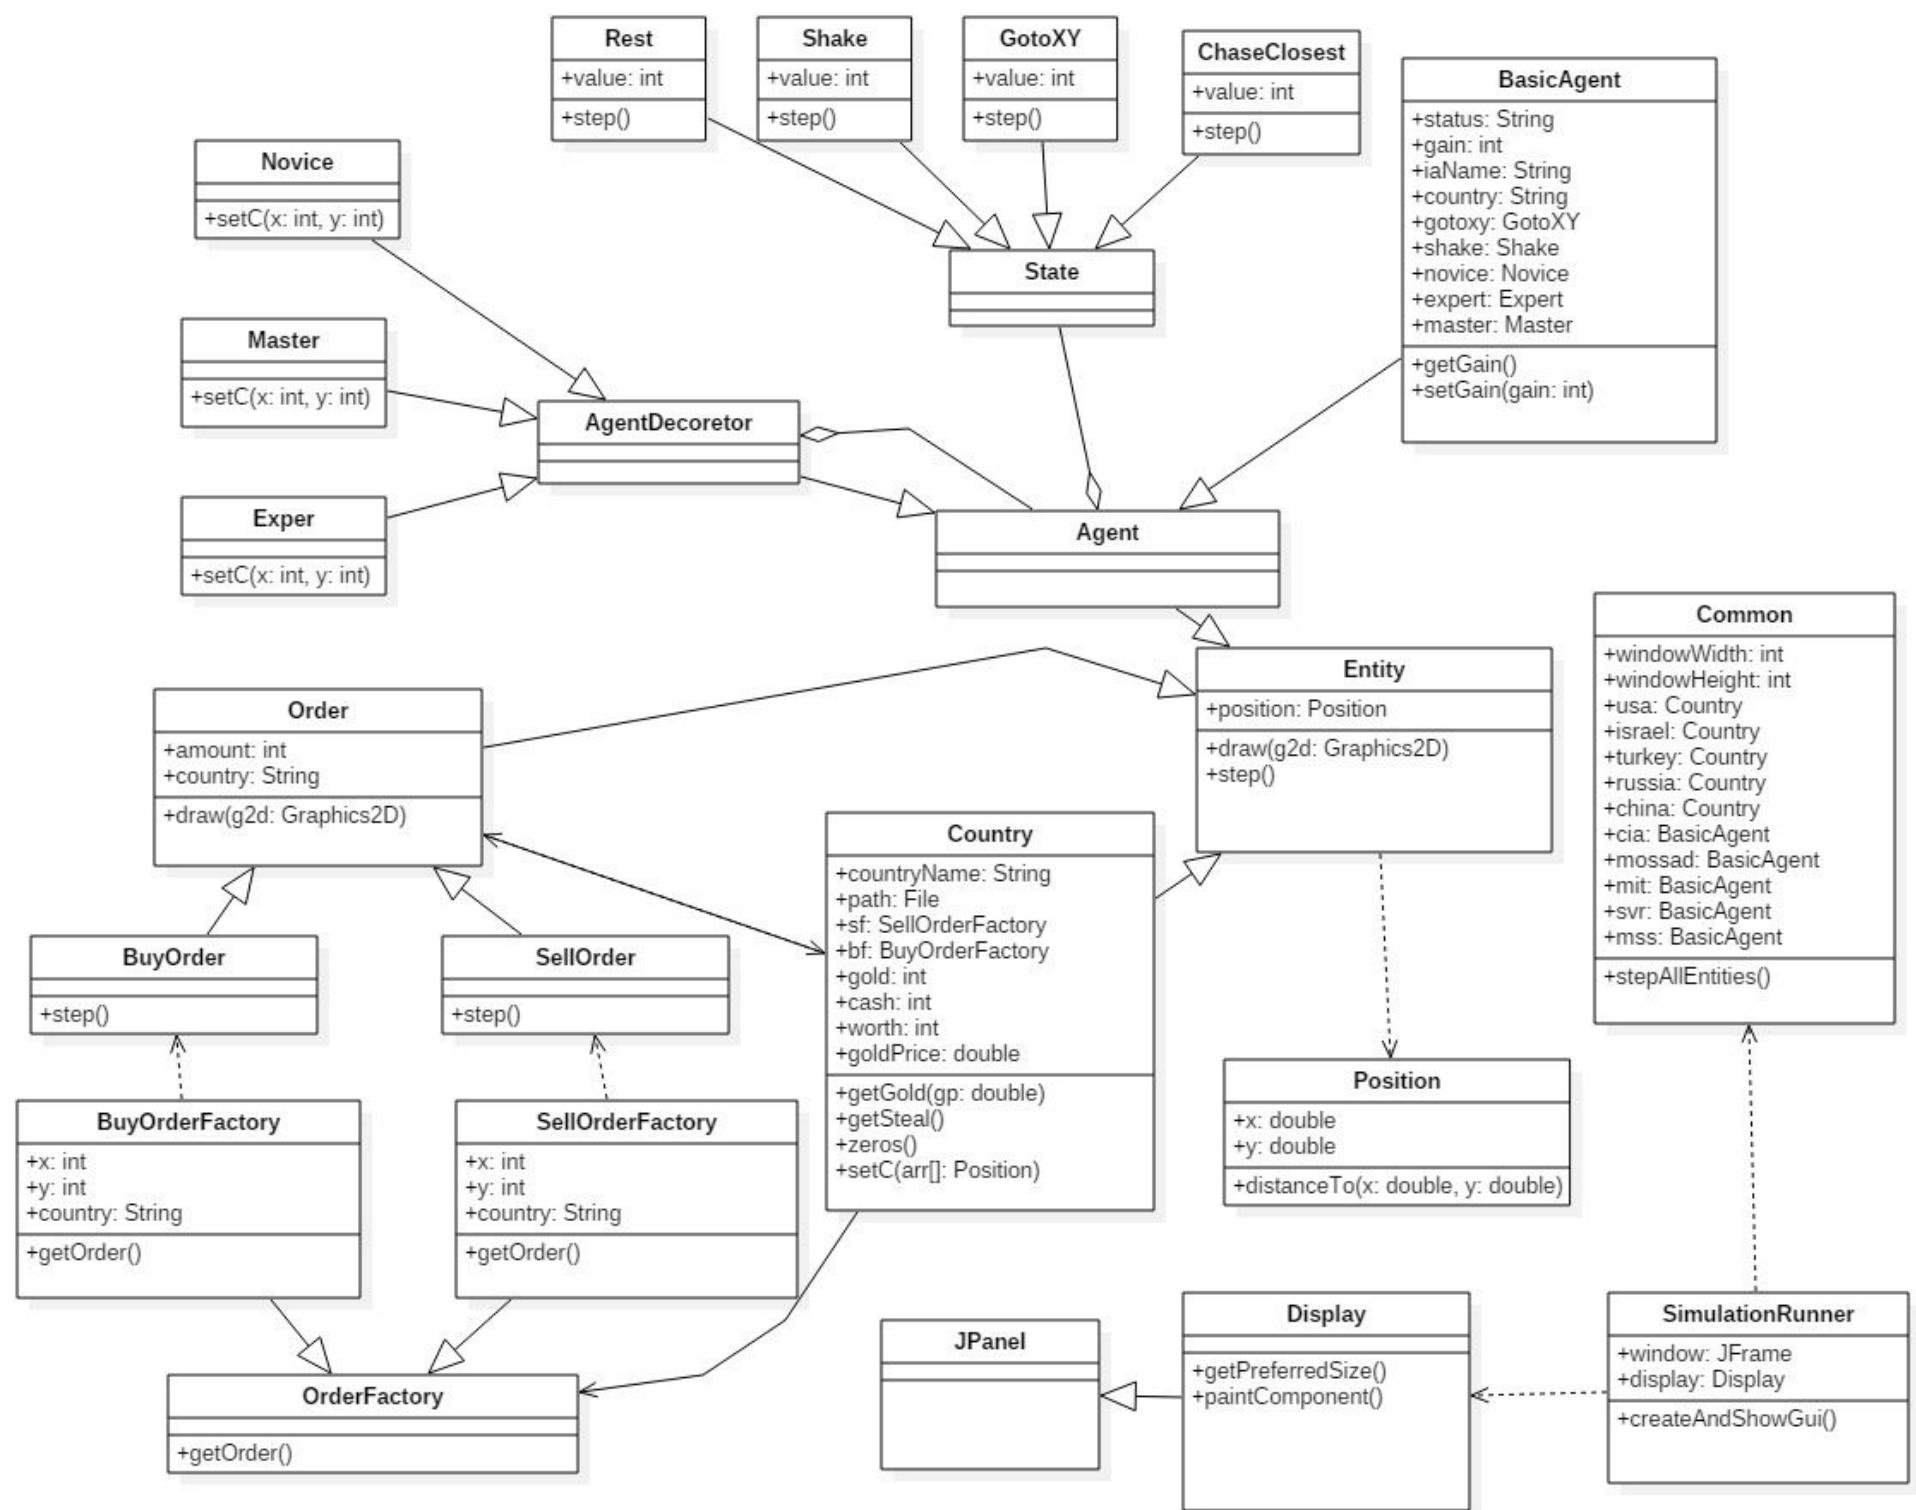 Rest
+value: int
+step()
Shake
+value: int
+step()
GotoXY
+value: int
+step()
ChaseClosest
+value: int
+step()
BasicAgent
+status: String
+gain: int
+iaName: String
+country: String
+gotoxy: GotoXY
+shake: Shake
+novice: Novice
+expert: Expert
+master: Master
+getGain()
+setGain(gain: int)
Novice
+setC(x: int, y: int)
State
Master
+setC(x: int, y: int)
AgentDecoretor
Exper
+setC(x: int, y: int)
Agent
Common
+windowWidth: int
+windowHeight: int
+usa: Country
+israel: Country
+turkey: Country
+russia: Country
+china: Country
+cia: BasicAgent
+mossad: BasicAgent
+mit: BasicAgent
+svr: BasicAgent
+mss: BasicAgent
+stepAllEntities()
Entity
+position: Position
+draw(g2d: Graphics2D)
+step()
Order
+amount: int
+country: String
+draw(g2d: Graphics2D)
Country
+countryName: String
+path: File
+sf: SellOrderFactory
+bf: BuyOrderFactory
+gold: int
+cash: int
+worth: int
+goldPrice: double
+getGold(gp: double)
+getSteal()
+zeros()
+setC(arr[]: Position)
BuyOrder
+step()
SellOrder
+step()
Position
+x: double
+y: double
+distanceTo(x: double, y: double)
BuyOrderFactory
+x: int
+y: int
+country: String
+getOrder()
SellOrderFactory
+x: int
+y: int
+country: String
+getOrder()
Display
+getPreferredSize()
+paintComponent()
SimulationRunner
+window: JFrame
+display: Display
+createAndShowGui()
JPanel
OrderFactory
+getOrder()